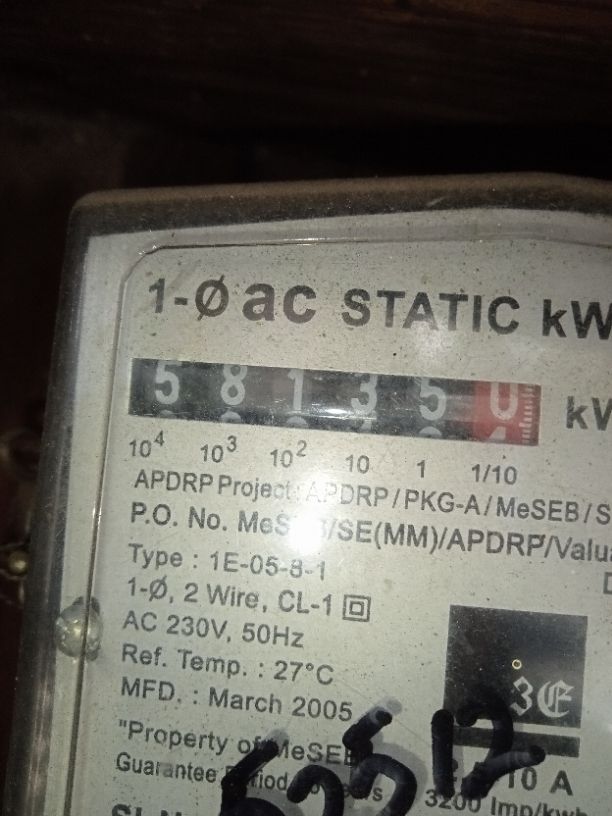 1-Ø ac STATIC kW
5 8 1 3 5 0 kV
10⁴ 10³ 10² 10 1 1/10
APDRP Project : APDRP / PKG-A / MeSEB / S
P.O. No. /SE(MM)/APDRP/Valua
Type : 1E-05-8-1
1-Ø, 2 Wire, CL-1
AC 230V, 50Hz
Ref. Temp. : 27°C
MFD. : March 2005
3E
"Property of MeSEB
Guarantee
10 A
3200 Imp/kwh